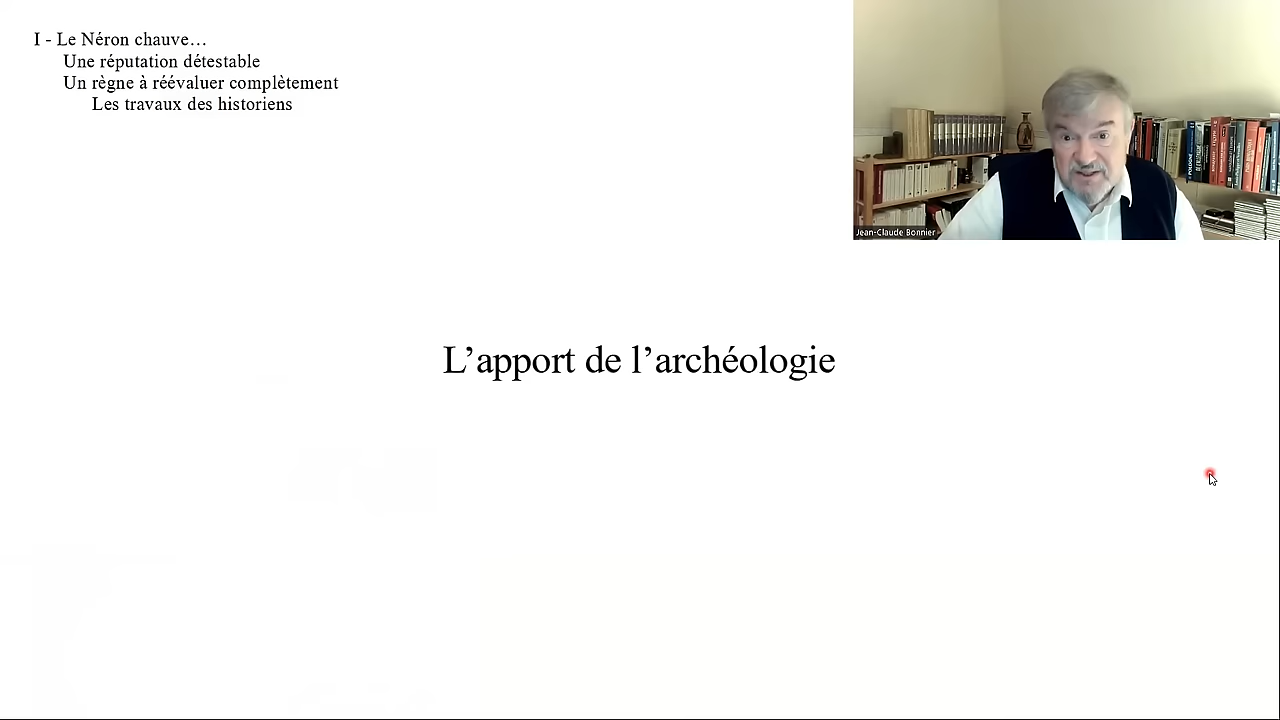 I - Le Néron chauve…
Une réputation détestable
Un règne à réévaluer complètement
Les travaux des historiens
Jean-Claude Bonnier
L’apport de l’archéologie